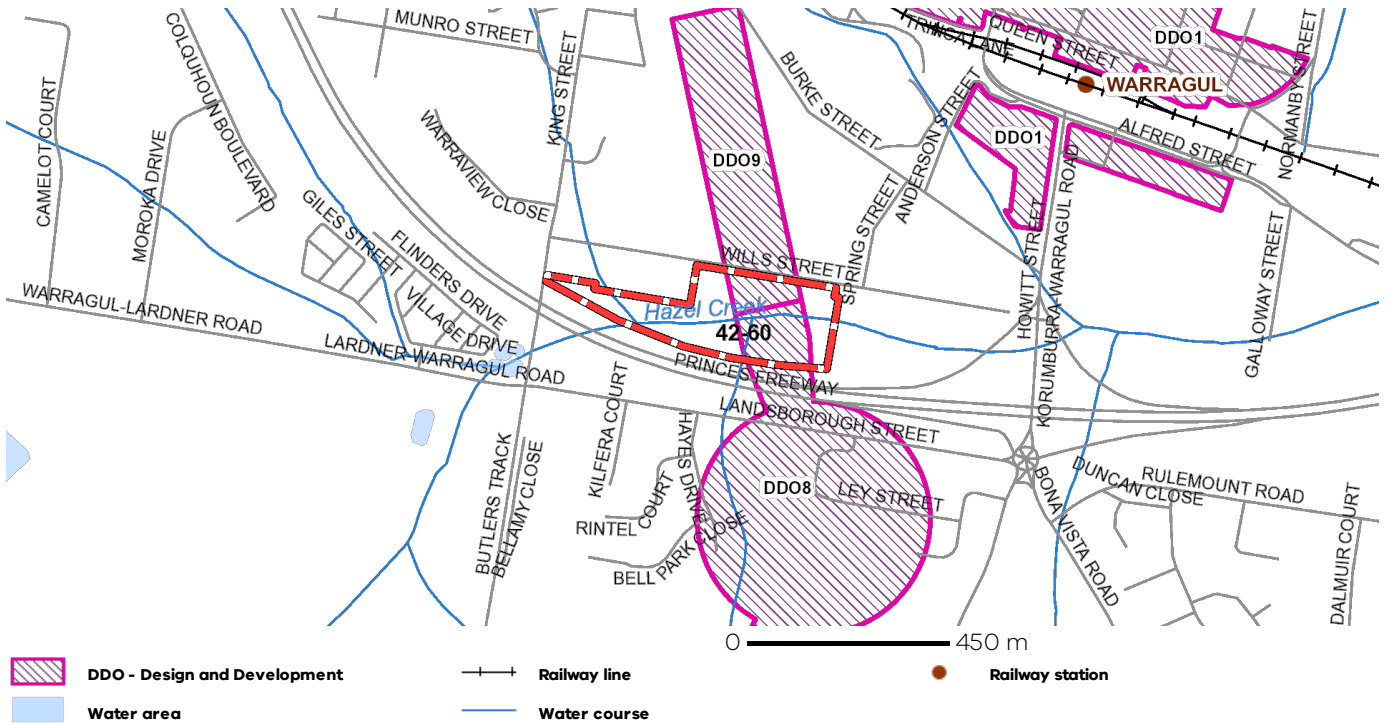 MUNRO STREET
COLQUHOUN BOULEVARD
CAMELOT COURT
MOROKA DRIVE
KING STREET
WARRAVIEW CLOSE
GILES STREET
FLINDERS DRIVE
VILLAGE DRIVE
WARRAGUL-LARDNER ROAD
LARDNER-WARRAGUL ROAD
DDO9
BURKE STREET
ANDERSON STREET
SPRING STREET
WILLS STREET
TRINCA LANE
QUEEN STREET
DDO1
WARRAGUL
NORMANBY STREET
DDO1
ALFRED STREET
HOWITT STREET
KORUMBURRA-WARRAGUL ROAD
GALLOWAY STREET
Hazel Creek
42-60
PRINCES FREEWAY
LANDSBOROUGH STREET
KILFERA COURT
HAYES DRIVE
BUTLERS TRACK
BELLAMY CLOSE
RINTEL
COURT
BELL
PARK CLOSE
DDO8
LEY STREET
BONA VISTA ROAD
DUNCAN CLOSE
RULEMOUNT ROAD
DALMUIR COURT
0 450 m
DDO - Design and Development
Railway line
Railway station
Water area
Water course